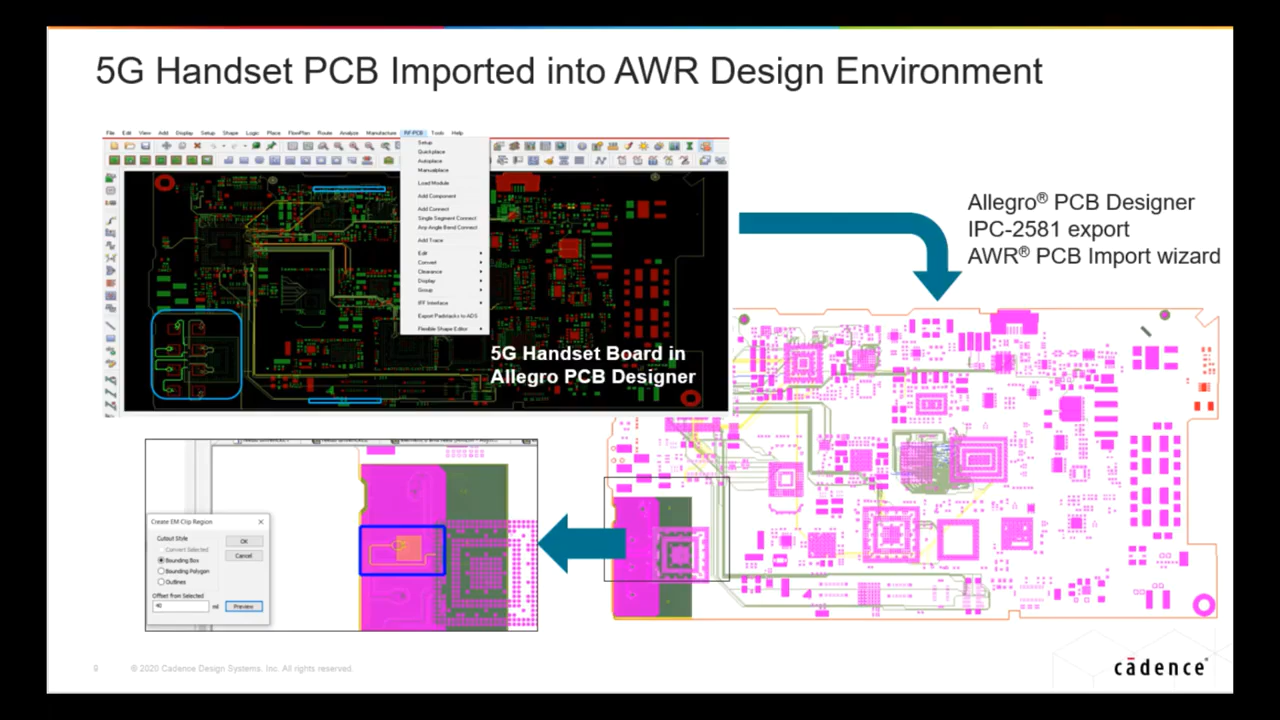 5G Handset PCB Imported into AWR Design Environment
File Edit View Add Display Setup Shape Logic Place FlowPlan Route Analyze Manufacture RF-PCB Tools Help
Setup
Quickplace
Autoplace
Manualplace
Load Module
Add Component
Add Connect
Single Segment Connect
Any Angle Bend Connect
Add Trace
Edit
Convert
Clearance
Display
Group
IFF Interface
Export Padstacks to ADS
Flexible Shape Editor
5G Handset Board in
Allegro PCB Designer
Allegro® PCB Designer
IPC-2581 export
AWR® PCB Import wizard
Create EM Clip Region
Cutout Style
Convert Selected
Bounding Box
Bounding Polygon
Outlines
Offset from Selected
40 mil
OK
Cancel
Preview
9 © 2020 Cadence Design Systems, Inc. All rights reserved.
cādence®